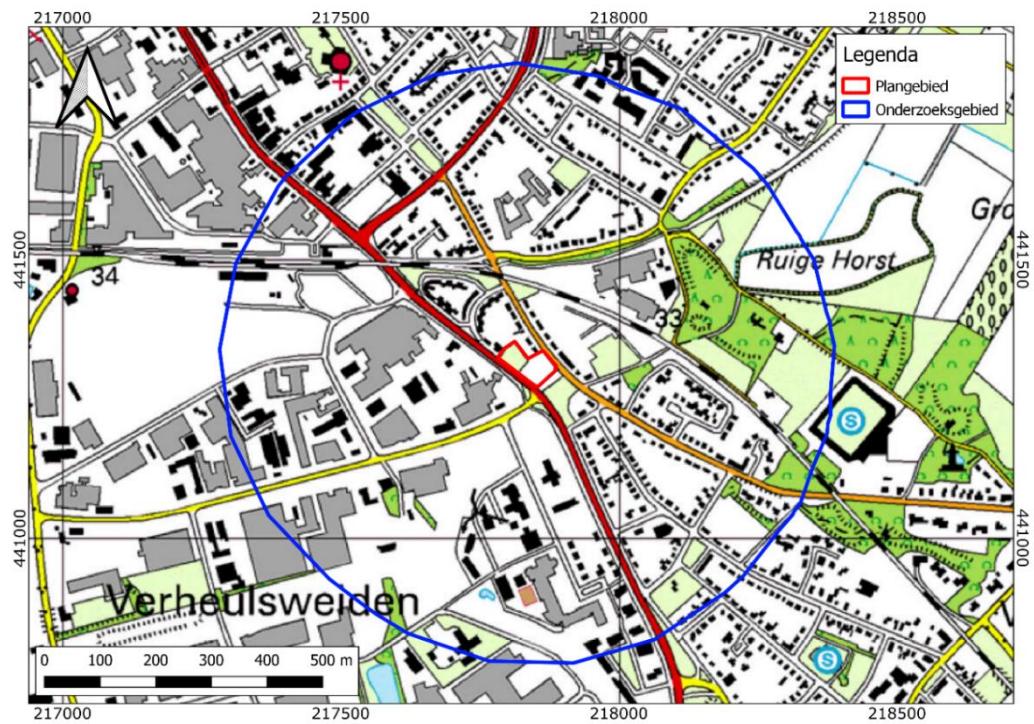 217000 217500 218000 218500
Legenda
Plangebied
Onderzoeksgebied
441500
34
Ruige Horst
Gro
441500
33
S
441000
441000
Verheulsweiden
S
0 100 200 300 400 500 m
217000 217500 218000 218500